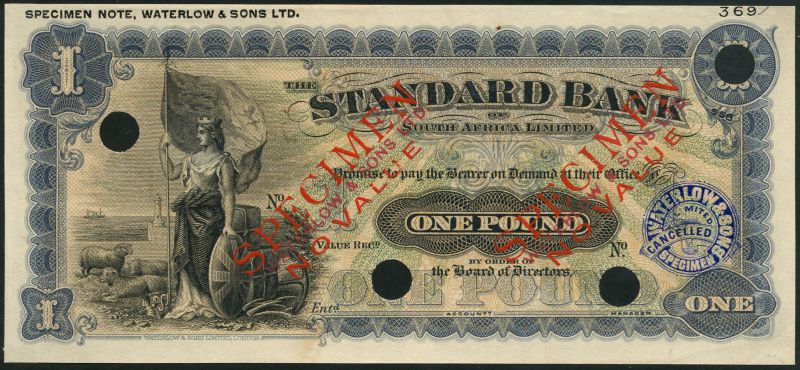 SPECIMEN NOTE, WATERLOW & SONS LTD.
369
1
THE
STANDARD BANK
OF
SOUTH AFRICA LIMITED
Promise to pay the Bearer on Demand at their Office,
No.
ONE POUND
VALUE RECD
No.
BY ORDER OF
the Board of Directors.
ONE POUND
Entd
ACCOUNTT
MANAGER
1
ONE
WATERLOW & SONS LIMITED, LONDON
SPECIMEN
WATERLOW & SONS LTD
NO VALUE
SPECIMEN
WATERLOW & SONS LTD
NO VALUE
WATERLOW & SONS
LIMITED
CANCELLED
SPECIMEN